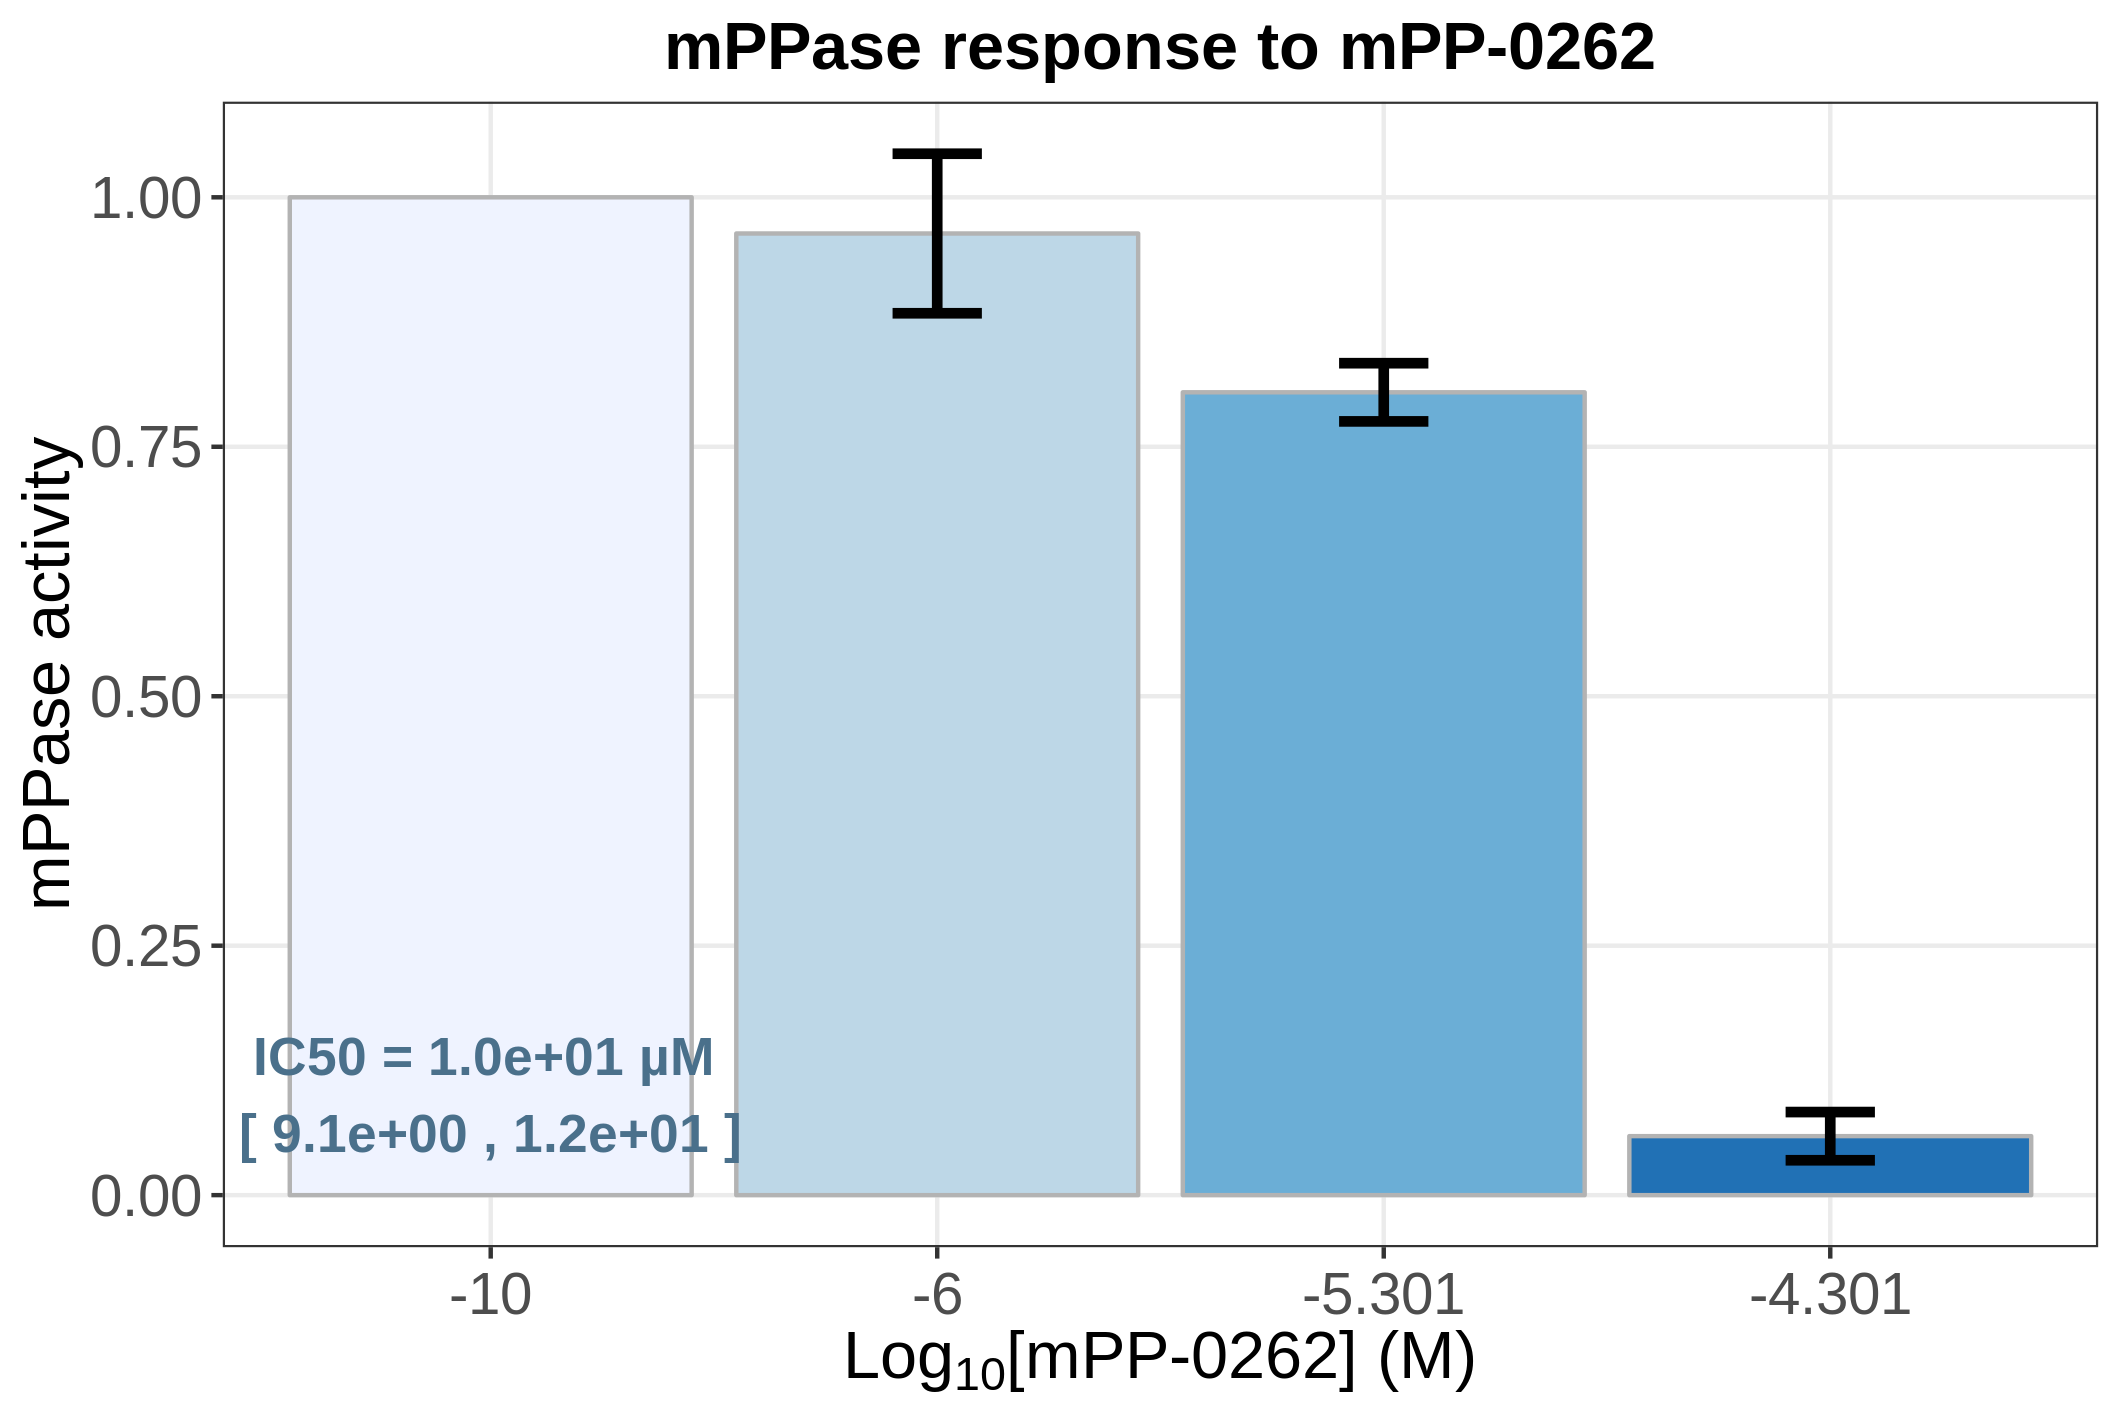 mPPase response to mPP-0262
mPPase activity
1.00
0.75
0.50
0.25
0.00
IC50 = 1.0e+01 µM
[ 9.1e+00 , 1.2e+01 ]
-10 -6 -5.301 -4.301
Log₁₀[mPP-0262] (M)